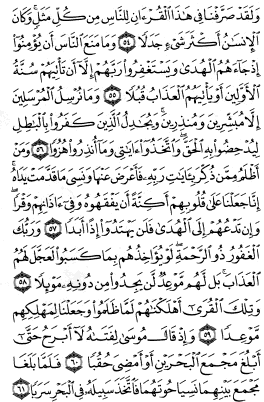 وَلَقَدْ صَرَّفْنَا فِى هَٰذَا ٱلْقُرْءَانِ لِلنَّاسِ مِن كُلِّ مَثَلٍ ۚ وَكَانَ
ٱلْإِنسَٰنُ أَكْثَرَ شَىْءٍ جَدَلًا ٥٤ وَمَا مَنَعَ ٱلنَّاسَ أَن يُؤْمِنُوٓا۟
إِذْ جَآءَهُمُ ٱلْهُدَىٰ وَيَسْتَغْفِرُوا۟ رَبَّهُمْ إِلَّآ أَن تَأْتِيَهُمْ سُنَّةُ
ٱلْأَوَّلِينَ أَوْ يَأْتِيَهُمُ ٱلْعَذَابُ قُبُلًا ٥٥ وَمَا نُرْسِلُ ٱلْمُرْسَلِينَ
إِلَّا مُبَشِّرِينَ وَمُنذِرِينَ ۚ وَيُجَٰدِلُ ٱلَّذِينَ كَفَرُوا۟ بِٱلْبَٰطِلِ
لِيُدْحِضُوا۟ بِهِ ٱلْحَقَّ ۖ وَٱتَّخَذُوٓا۟ ءَايَٰتِى وَمَآ أُنذِرُوا۟ هُزُوًا ٥٦ وَمَنْ
أَظْلَمُ مِمَّن ذُكِّرَ بِـَٔايَٰتِ رَبِّهِۦ فَأَعْرَضَ عَنْهَا وَنَسِىَ مَا قَدَّمَتْ يَدَاهُ ۚ
إِنَّا جَعَلْنَا عَلَىٰ قُلُوبِهِمْ أَكِنَّةً أَن يَفْقَهُوهُ وَفِىٓ ءَاذَانِهِمْ وَقْرًا ۖ
وَإِن تَدْعُهُمْ إِلَى ٱلْهُدَىٰ فَلَن يَهْتَدُوٓا۟ إِذًا أَبَدًا ٥٧ وَرَبُّكَ
ٱلْغَفُورُ ذُو ٱلرَّحْمَةِ ۖ لَوْ يُؤَاخِذُهُم بِمَا كَسَبُوا۟ لَعَجَّلَ لَهُمُ
ٱلْعَذَابَ ۚ بَل لَّهُم مَّوْعِدٌ لَّن يَجِدُوا۟ مِن دُونِهِۦ مَوْئِلًا ٥٨
وَتِلْكَ ٱلْقُرَىٰٓ أَهْلَكْنَٰهُمْ لَمَّا ظَلَمُوا۟ وَجَعَلْنَا لِمَهْلِكِهِم
مَّوْعِدًا ٥٩ وَإِذْ قَالَ مُوسَىٰ لِفَتَىٰهُ لَآ أَبْرَحُ حَتَّىٰٓ
أَبْلُغَ مَجْمَعَ ٱلْبَحْرَيْنِ أَوْ أَمْضِىَ حُقُبًا ٦٠ فَلَمَّا بَلَغَا
مَجْمَعَ بَيْنِهِمَا نَسِيَا حُوتَهُمَا فَٱتَّخَذَ سَبِيلَهُۥ فِى ٱلْبَحْرِ سَرَبًا ٦١